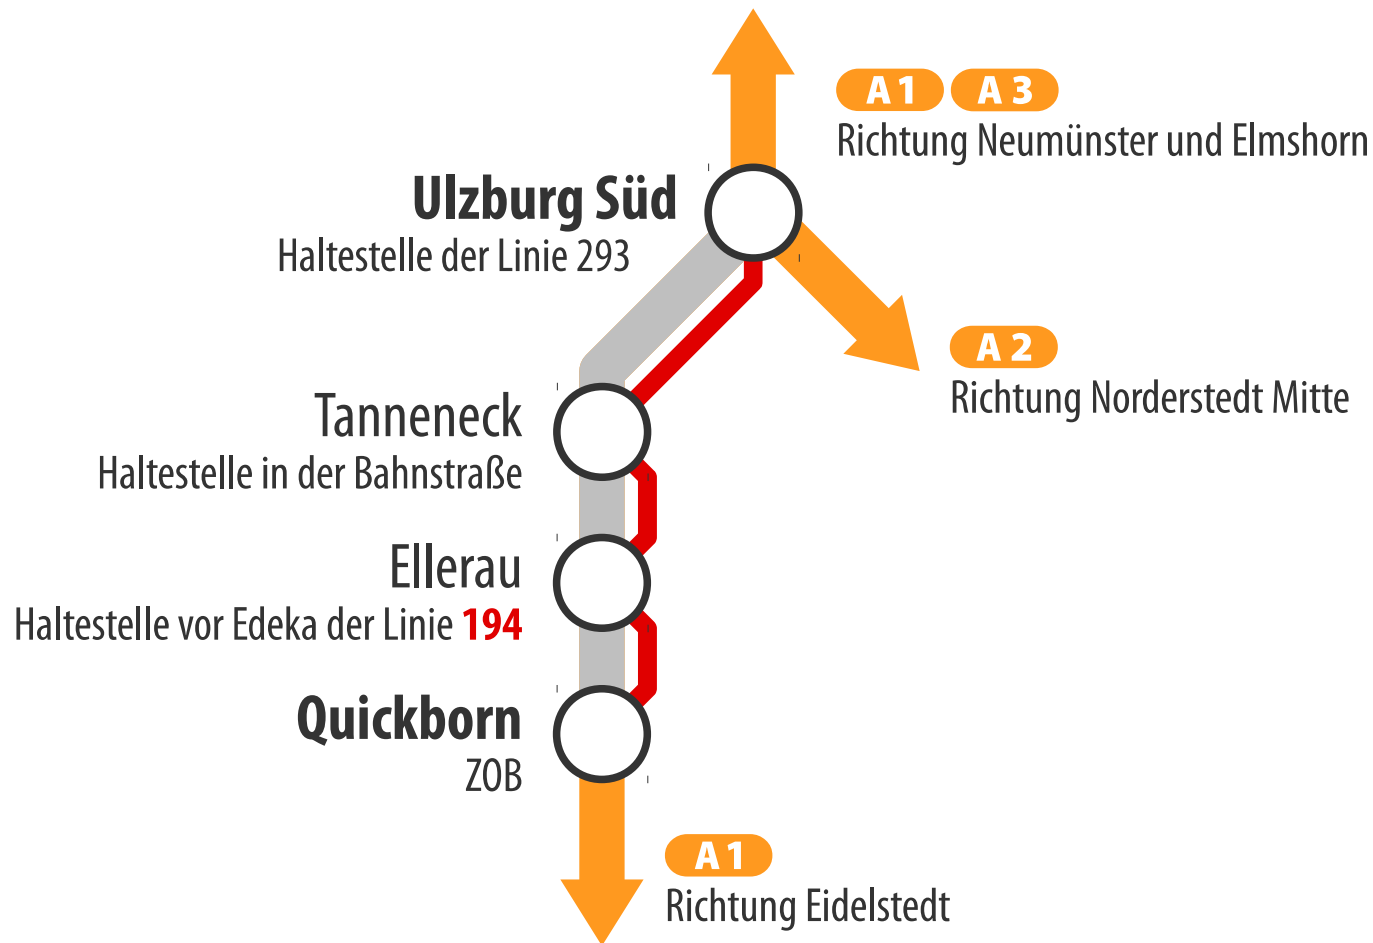 A 1 A 3
Richtung Neumünster und Elmshorn
Ulzburg Süd
Haltestelle der Linie 293
A 2
Richtung Norderstedt Mitte
Tanneneck
Haltestelle in der Bahnstraße
Ellerau
Haltestelle vor Edeka der Linie 194
Quickborn
ZOB
A 1
Richtung Eidelstedt